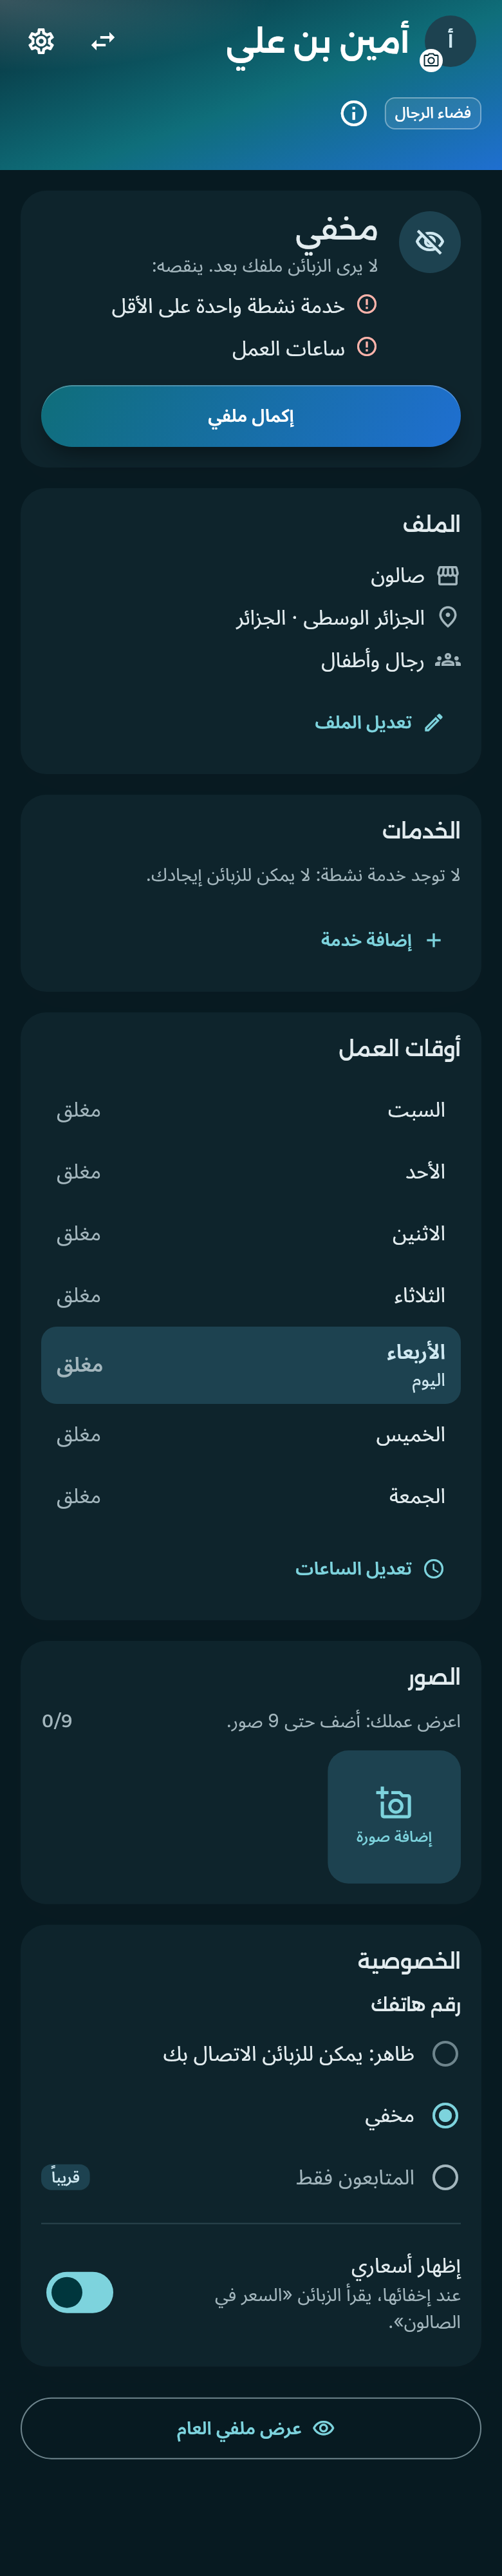 أمين بن علي
أ
فضاء الرجال
مخفي
لا يرى الزبائن ملفك بعد. ينقصه:
خدمة نشطة واحدة على الأقل
ساعات العمل
إكمال ملفي
الملف
صالون
الجزائر الوسطى · الجزائر
رجال وأطفال
تعديل الملف
الخدمات
لا توجد خدمة نشطة: لا يمكن للزبائن إيجادك.
إضافة خدمة
أوقات العمل
السبت مغلق
الأحد مغلق
الاثنين مغلق
الثلاثاء مغلق
الأربعاء مغلق
اليوم
الخميس مغلق
الجمعة مغلق
تعديل الساعات
الصور
اعرض عملك: أضف حتى 9 صور. 0/9
إضافة صورة
الخصوصية
رقم هاتفك
ظاهر: يمكن للزبائن الاتصال بك
مخفي
المتابعون فقط قريباً
إظهار أسعاري
عند إخفائها، يقرأ الزبائن «السعر في
الصالون».
عرض ملفي العام